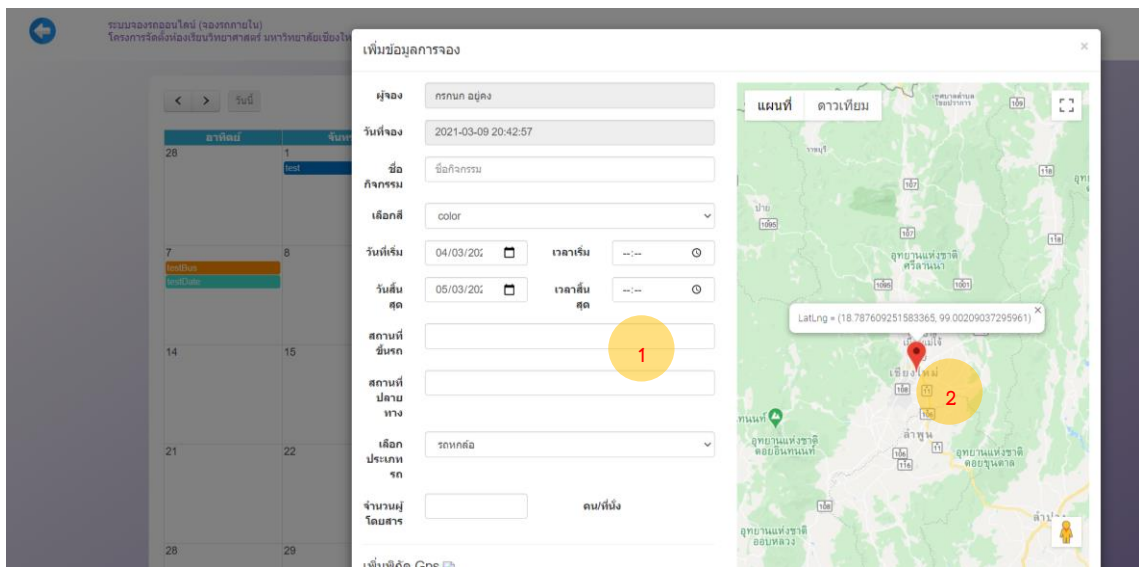 ระบบจองรถออนไลน์ (จองรถภายใน)
โครงการจัดตั้งห้องเรียนวิทยาศาสตร์ มหาวิทยาลัยเชียงให
วันนี้
อาทิตย์
จันทร
28
1
test
7
8
testBus
testDate
14
15
21
22
28
29
เพิ่มข้อมูลการจอง
×
ผู้จอง
กรกนก อยู่คง
วันที่จอง
2021-03-09 20:42:57
ชื่อ
กิจกรรม
ชื่อกิจกรรม
เลือกสี
color
วันที่เริ่ม
04/03/202
เวลาเริ่ม
--:--
วันสิ้น
สุด
05/03/202
เวลาสิ้น
สุด
--:--
สถานที่
ขึ้นรถ
1
สถานที่
ปลาย
ทาง
เลือก
ประเภท
รถ
รถหกล้อ
จำนวนผู้
โดยสาร
คน/ที่นั่ง
เพิ่มพิกัด Gps
แผนที่
ดาวเทียม
109
107
118
ปาย
1095
107
118
อุทยานแห่งชาติ
ศรีลานนา
1095
1001
LatLng = (18.787609251583365, 99.00209037295961)
×
เชียงใหม่
108
11
2
106
ลำพูน
11
106
116
อุทยานแห่งชาติ
ดอยอินทนนท์
อุทยานแห่งชาติ
ดอยขุนตาล
108
อุทยานแห่งชาติ
ออบหลวง